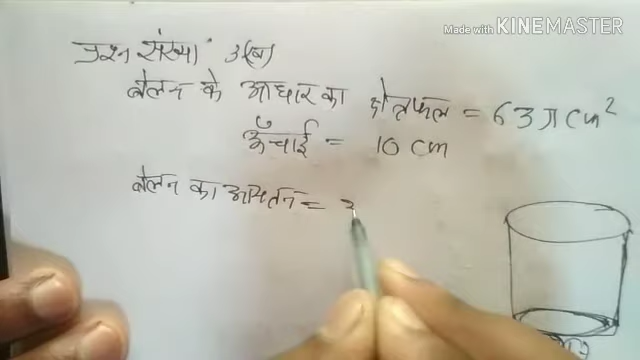 Made with KINEMASTER
प्रश्न संख्या 3(ब)
बेलन के आधार का क्षेत्रफल = 63π cm²
ऊँचाई = 10 cm
बेलन का आयतन =